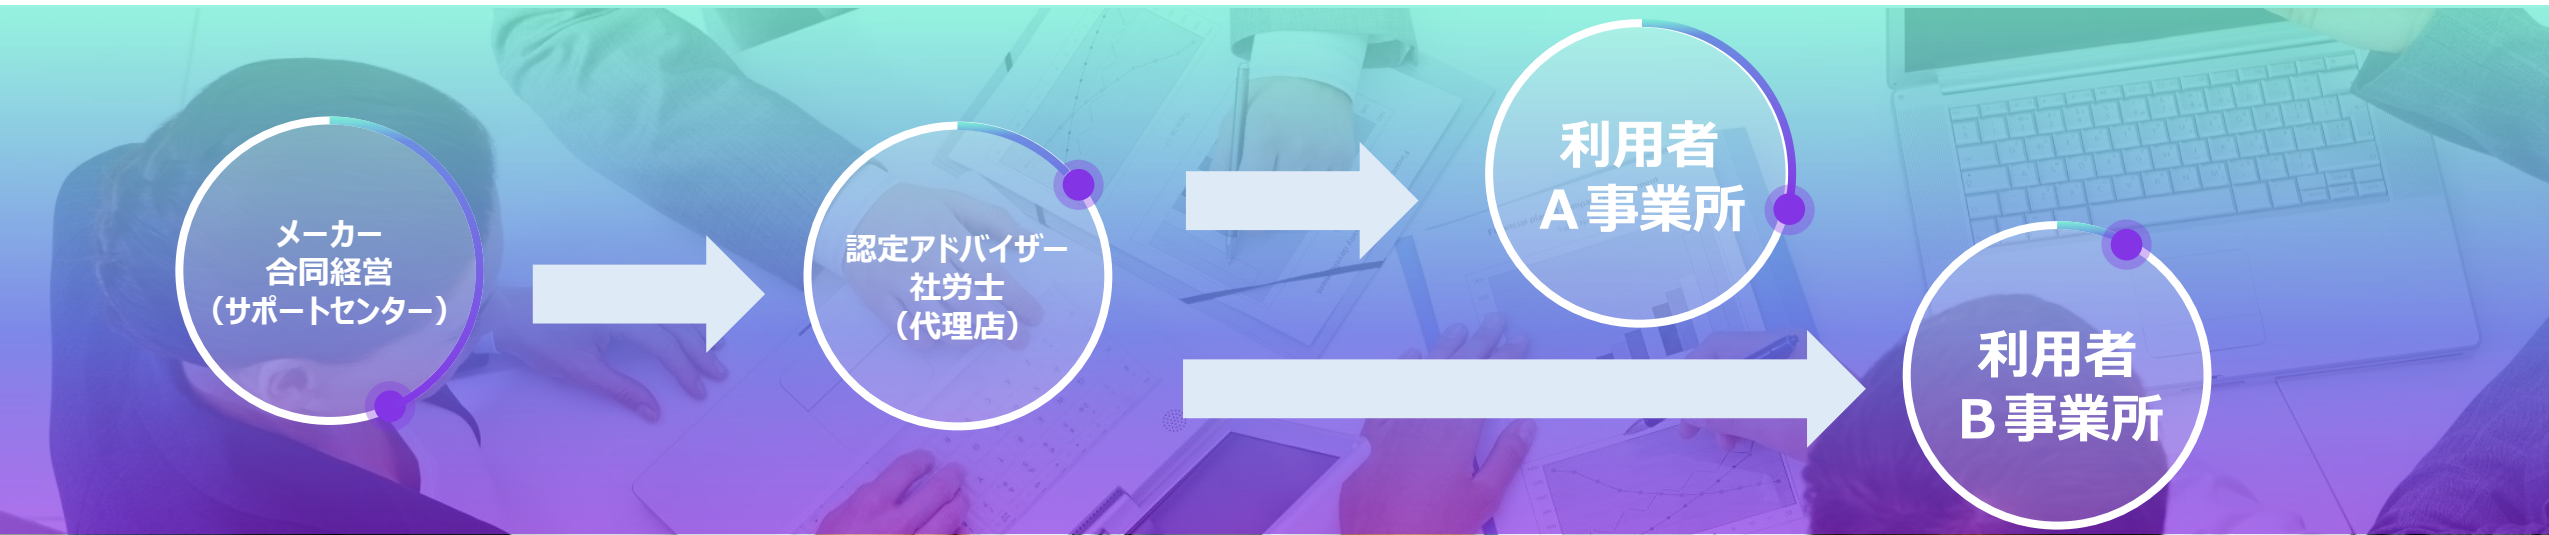 メーカー
合同経営
（サポートセンター）
認定アドバイザー
社労士
（代理店）
利用者
A事業所
利用者
B事業所